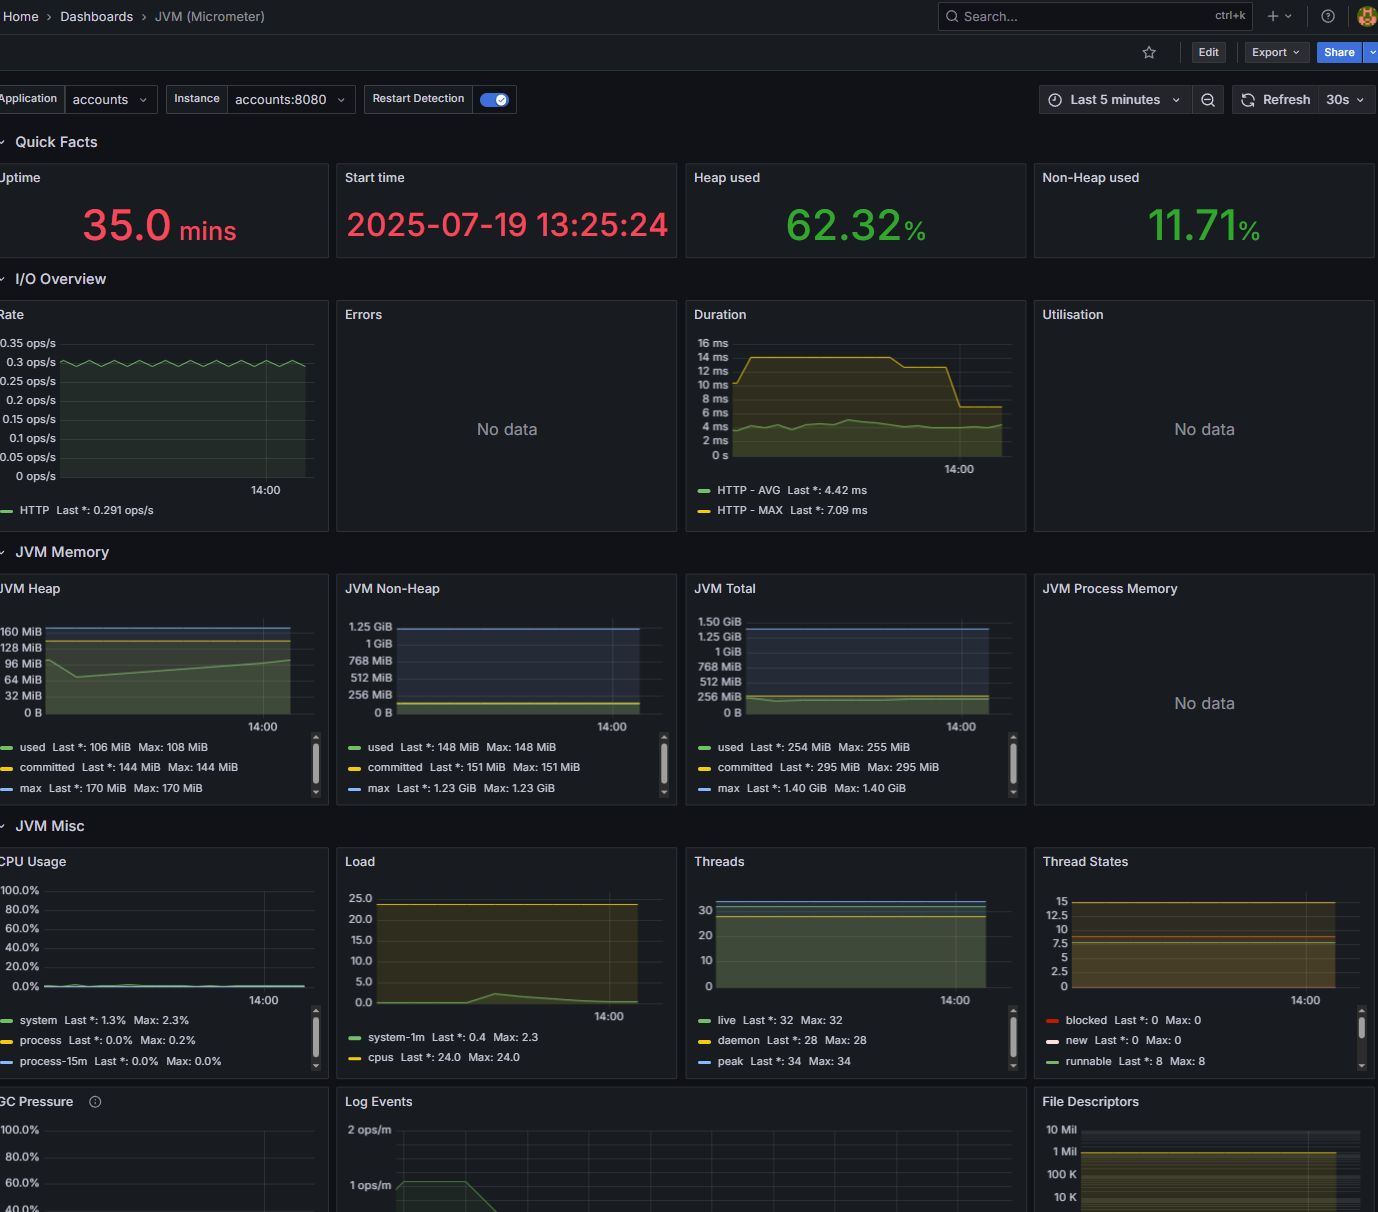 Home › Dashboards › JVM (Micrometer)
Search... ctrl+k
Edit Export Share
Application accounts Instance accounts:8080 Restart Detection
Last 5 minutes Refresh 30s
Quick Facts
Uptime
35.0 mins
Start time
2025-07-19 13:25:24
Heap used
62.32%
Non-Heap used
11.71%
I/O Overview
Rate
0.35 ops/s
0.3 ops/s
0.25 ops/s
0.2 ops/s
0.15 ops/s
0.1 ops/s
0.05 ops/s
0 ops/s
14:00
HTTP Last *: 0.291 ops/s
Errors
No data
Duration
16 ms
14 ms
12 ms
10 ms
8 ms
6 ms
4 ms
2 ms
0 s
14:00
HTTP - AVG Last *: 4.42 ms
HTTP - MAX Last *: 7.09 ms
Utilisation
No data
JVM Memory
JVM Heap
160 MiB
128 MiB
96 MiB
64 MiB
32 MiB
0 B
14:00
used Last *: 106 MiB Max: 108 MiB
committed Last *: 144 MiB Max: 144 MiB
max Last *: 170 MiB Max: 170 MiB
JVM Non-Heap
1.25 GiB
1 GiB
768 MiB
512 MiB
256 MiB
0 B
14:00
used Last *: 148 MiB Max: 148 MiB
committed Last *: 151 MiB Max: 151 MiB
max Last *: 1.23 GiB Max: 1.23 GiB
JVM Total
1.50 GiB
1.25 GiB
1 GiB
768 MiB
512 MiB
256 MiB
0 B
14:00
used Last *: 254 MiB Max: 255 MiB
committed Last *: 295 MiB Max: 295 MiB
max Last *: 1.40 GiB Max: 1.40 GiB
JVM Process Memory
No data
JVM Misc
CPU Usage
100.0%
80.0%
60.0%
40.0%
20.0%
0.0%
14:00
system Last *: 1.3% Max: 2.3%
process Last *: 0.0% Max: 0.2%
process-15m Last *: 0.0% Max: 0.0%
Load
25.0
20.0
15.0
10.0
5.0
0.0
14:00
system-1m Last *: 0.4 Max: 2.3
cpus Last *: 24.0 Max: 24.0
Threads
30
20
10
0
14:00
live Last *: 32 Max: 32
daemon Last *: 28 Max: 28
peak Last *: 34 Max: 34
Thread States
15
12.5
10
7.5
5
2.5
0
14:00
blocked Last *: 0 Max: 0
new Last *: 0 Max: 0
runnable Last *: 8 Max: 8
GC Pressure
100.0%
80.0%
60.0%
40.0%
Log Events
2 ops/m
1 ops/m
File Descriptors
10 Mil
1 Mil
100 K
10 K